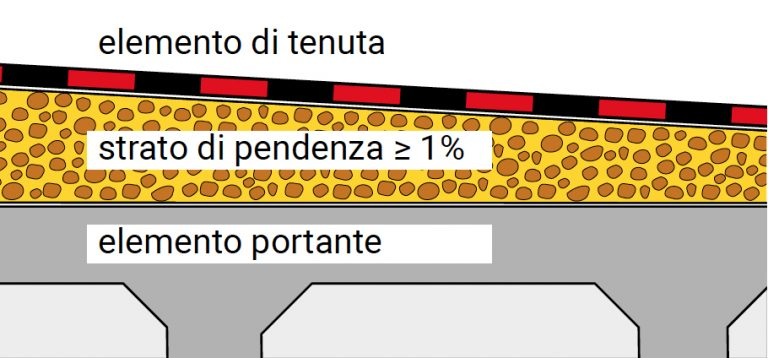 elemento di tenuta
strato di pendenza ≥ 1%
elemento portante